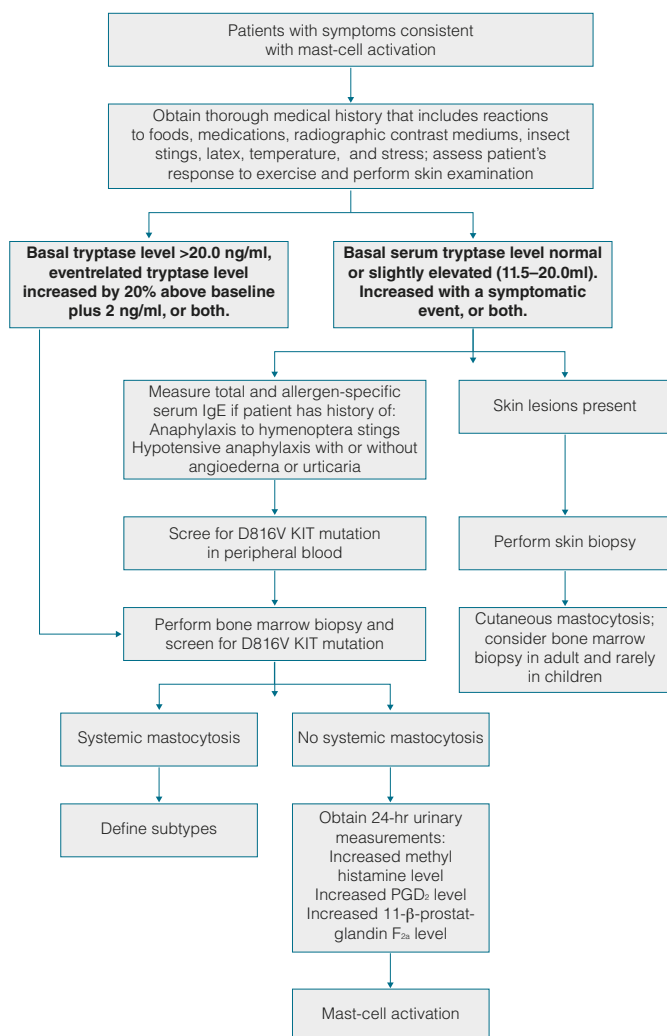 Patients with symptoms consistent
with mast-cell activation
Obtain thorough medical history that includes reactions
to foods, medications, radiographic contrast mediums, insect
stings, latex, temperature, and stress; assess patient's
response to exercise and perform skin examination
Basal tryptase level >20.0 ng/ml,
eventrelated tryptase level
increased by 20% above baseline
plus 2 ng/ml, or both.
Basal serum tryptase level normal
or slightly elevated (11.5–20.0ml).
Increased with a symptomatic
event, or both.
Measure total and allergen-specific
serum IgE if patient has history of:
Anaphylaxis to hymenoptera stings
Hypotensive anaphylaxis with or without
angioederna or urticaria
Skin lesions present
Scree for D816V KIT mutation
in peripheral blood
Perform skin biopsy
Perform bone marrow biopsy and
screen for D816V KIT mutation
Cutaneous mastocytosis;
consider bone marrow
biopsy in adult and rarely
in children
Systemic mastocytosis
No systemic mastocytosis
Define subtypes
Obtain 24-hr urinary
measurements:
Increased methyl
histamine level
Increased PGD₂ level
Increased 11-β-prostat-
glandin F₂ₐ level
Mast-cell activation